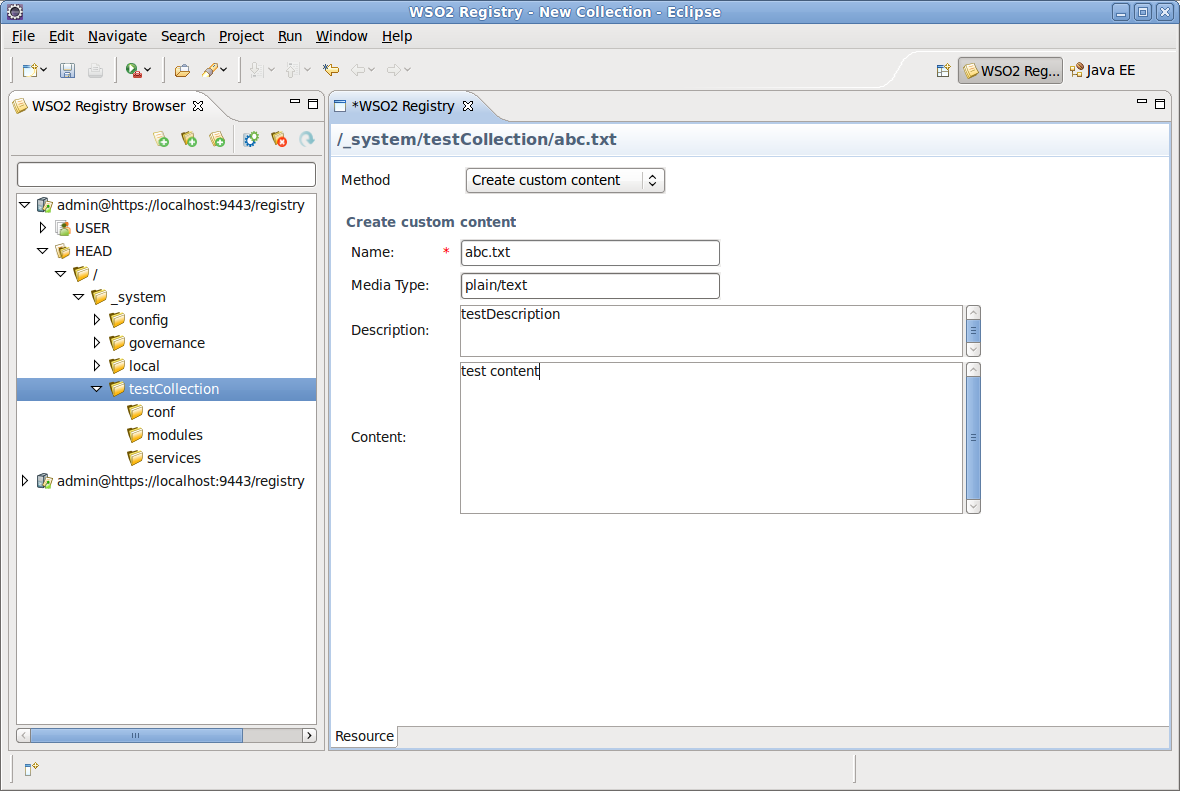 WSO2 Registry - New Collection - Eclipse
File Edit Navigate Search Project Run Window Help
WSO2 Reg... Java EE
WSO2 Registry Browser
admin@https://localhost:9443/registry
USER
HEAD
/
_system
config
governance
local
testCollection
conf
modules
services
admin@https://localhost:9443/registry
*WSO2 Registry
/_system/testCollection/abc.txt
Method Create custom content
Create custom content
Name: * abc.txt
Media Type: plain/text
Description: testDescription
Content: test content
Resource